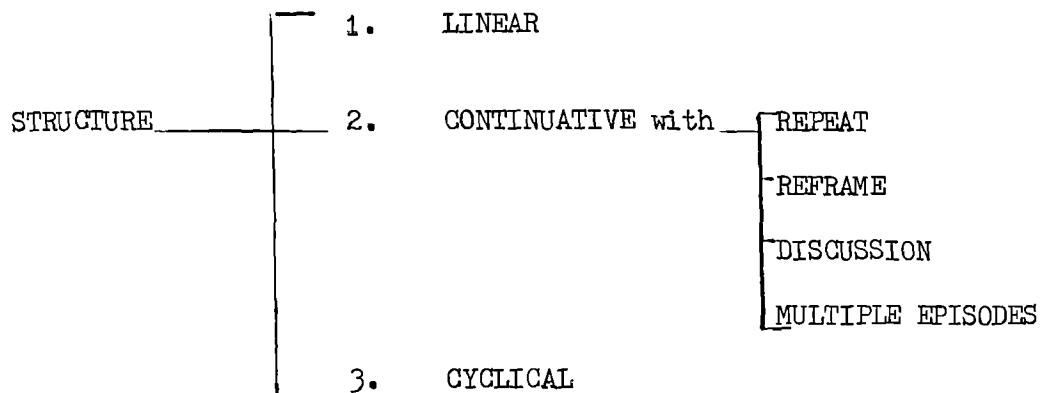 1. LINEAR
STRUCTURE 2. CONTINUATIVE with REPEAT
REFRAME
DISCUSSION
MULTIPLE EPISODES
3. CYCLICAL